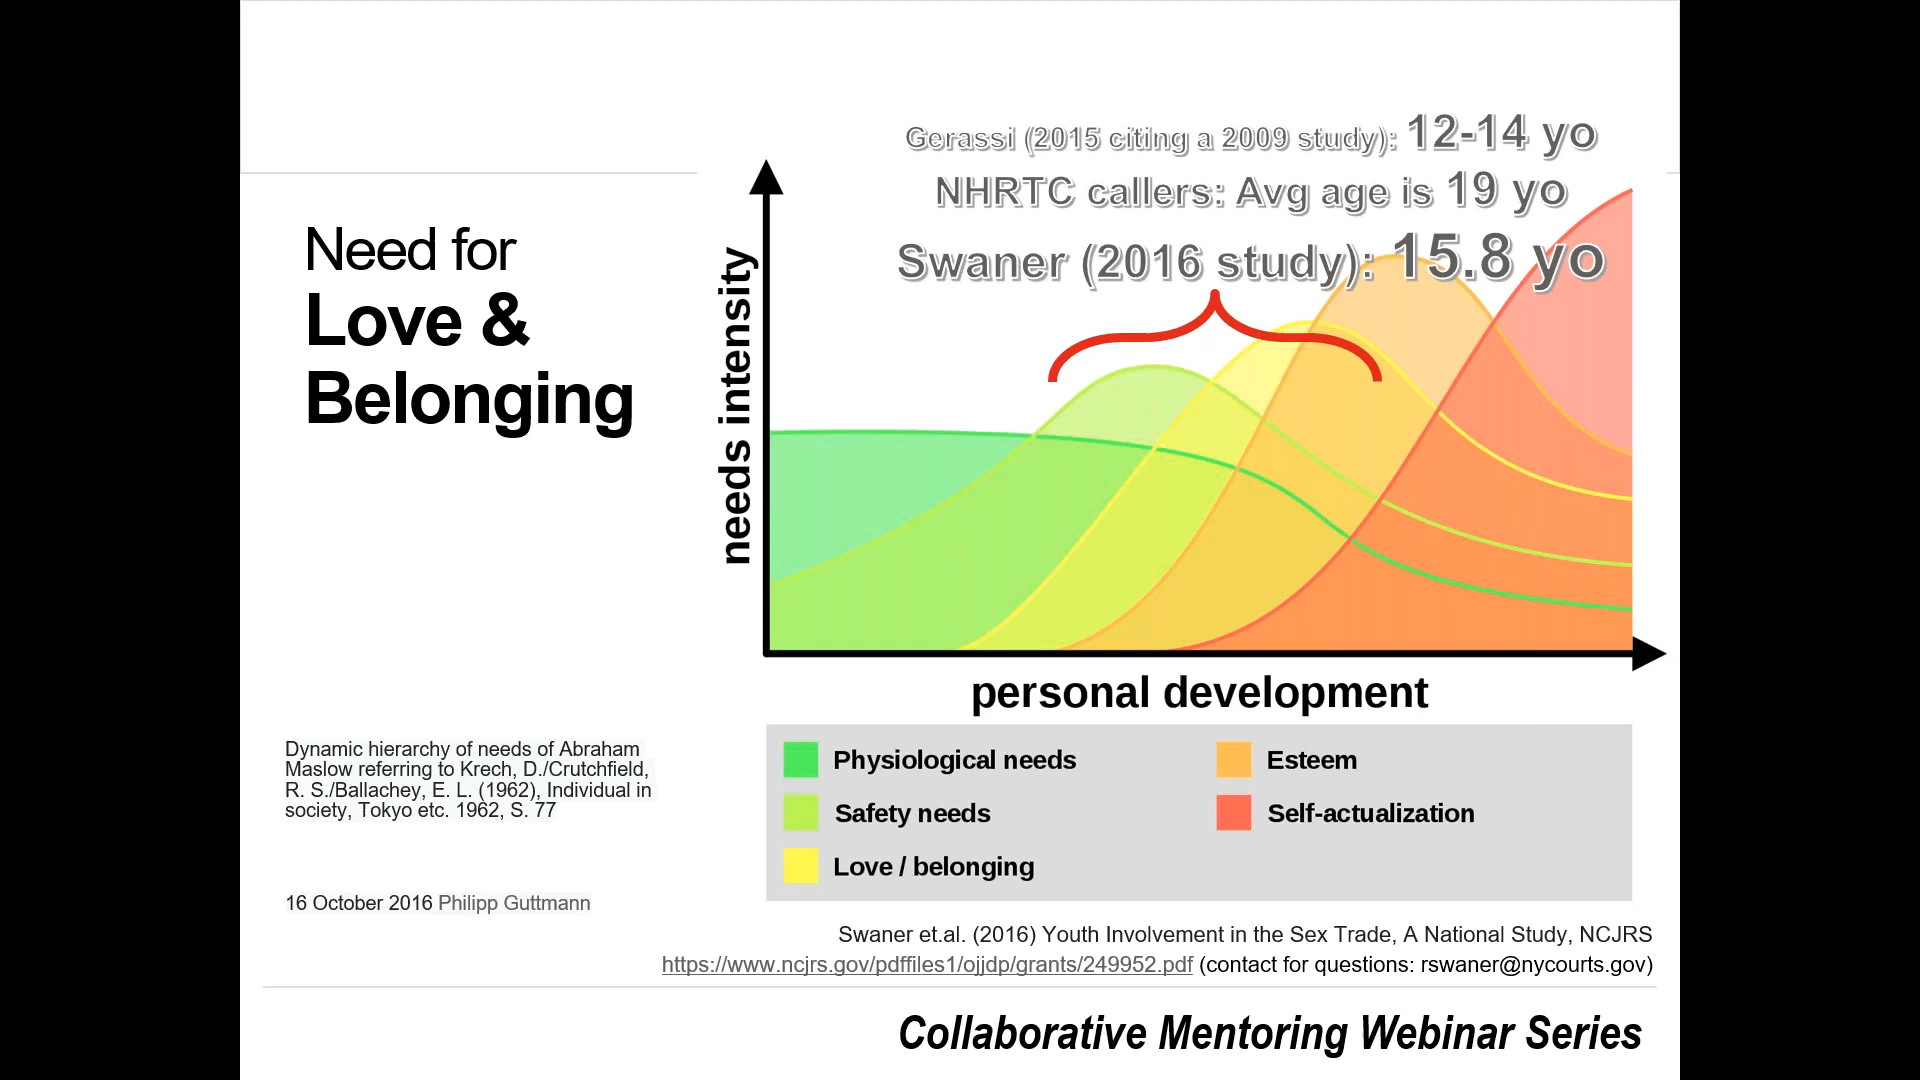 Gerassi (2015 citing a 2009 study): 12-14 yo
NHRTC callers: Avg age is 19 yo
Swaner (2016 study): 15.8 yo
Need for
Love &
Belonging
needs intensity
personal development
Physiological needs
Safety needs
Love / belonging
Esteem
Self-actualization
Dynamic hierarchy of needs of Abraham
Maslow referring to Krech, D./Crutchfield,
R. S./Ballachey, E. L. (1962), Individual in
society, Tokyo etc. 1962, S. 77
16 October 2016 Philipp Guttmann
Swaner et.al. (2016) Youth Involvement in the Sex Trade, A National Study, NCJRS
https://www.ncjrs.gov/pdffiles1/ojjdp/grants/249952.pdf (contact for questions: rswaner@nycourts.gov)
Collaborative Mentoring Webinar Series